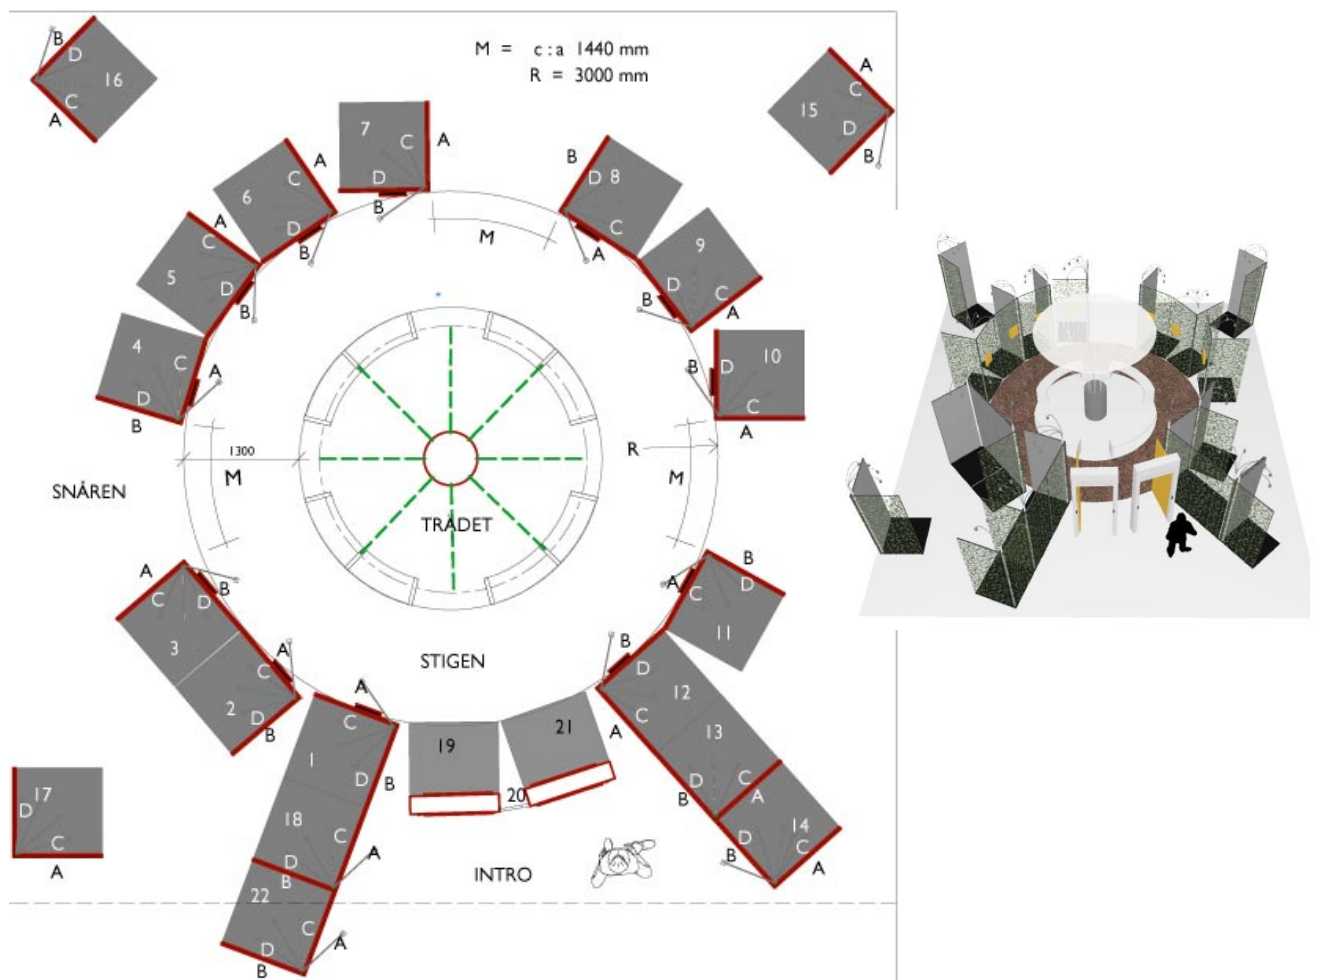 M = c:a 1440 mm
R = 3000 mm
B
D
16
C
A
A
C
15
D
B
7
C
A
D
B
6
C
A
D
B
B
D 8
C
A
A
C
5
D
B
9
D
C
B
A
M
4
C
A
D
B
10
D
B
C
A
1300
M
R
M
SNÅREN
TRÄDET
A
C
D
B
3
A
C
2
D
B
B
D
A
C
11
STIGEN
B
D
12
C
A
13
D
C
B
A
A
C
1
D
B
19
21
20
17
D
C
A
18
C
D
A
B
22
C
A
D
B
14
D
C
B
A
INTRO